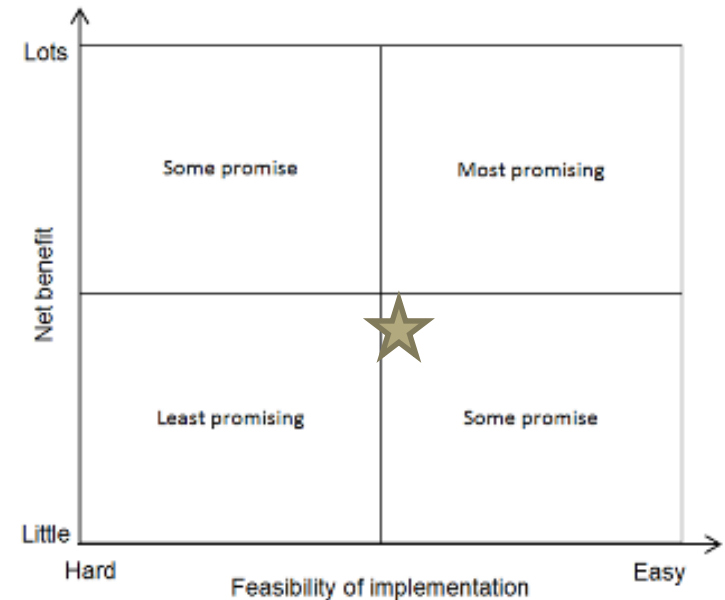 Lots
Some promise
Most promising
Net benefit
Least promising
Some promise
Little
Hard
Easy
Feasibility of implementation